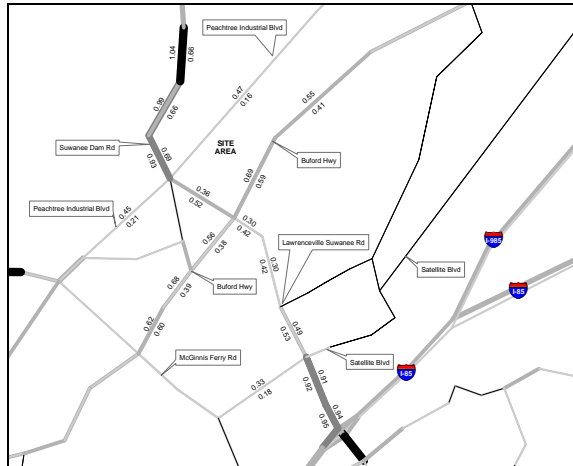 Peachtree Industrial Blvd
1.04
0.66
0.99
0.66
0.47
0.16
0.55
0.41
Suwanee Dam Rd
0.69
0.93
SITE
AREA
Buford Hwy
0.69
0.59
0.36
0.52
Peachtree Industrial Blvd
0.45
0.21
0.30
0.42
0.56
0.38
Lawrenceville Suwanee Rd
0.30
0.42
I-985
Satellite Blvd
0.68
0.39
Buford Hwy
I-85
0.62
0.60
0.49
0.53
McGinnis Ferry Rd
Satellite Blvd
I-85
0.33
0.18
0.91
0.92
0.94
0.95